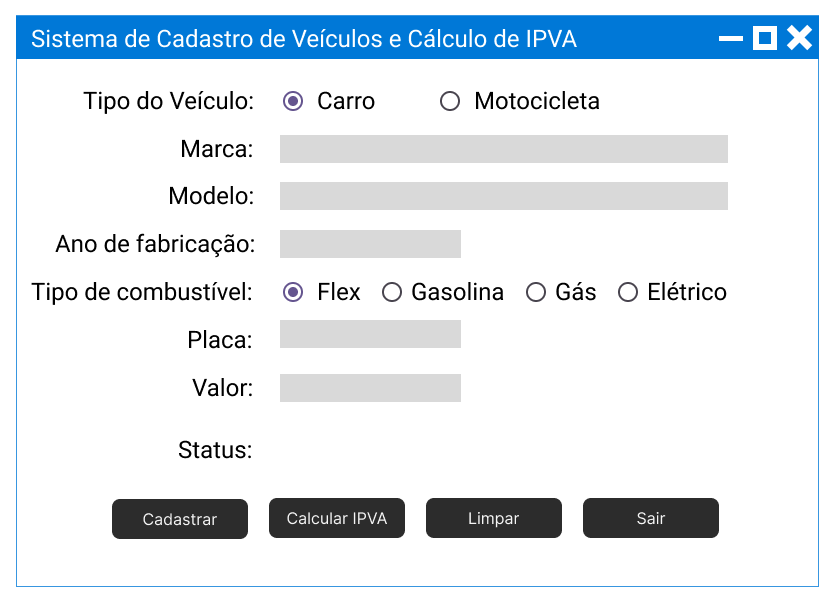 Sistema de Cadastro de Veículos e Cálculo de IPVA
Tipo do Veículo: Carro Motocicleta
Marca:
Modelo:
Ano de fabricação:
Tipo de combustível: Flex Gasolina Gás Elétrico
Placa:
Valor:
Status:
Cadastrar Calcular IPVA Limpar Sair